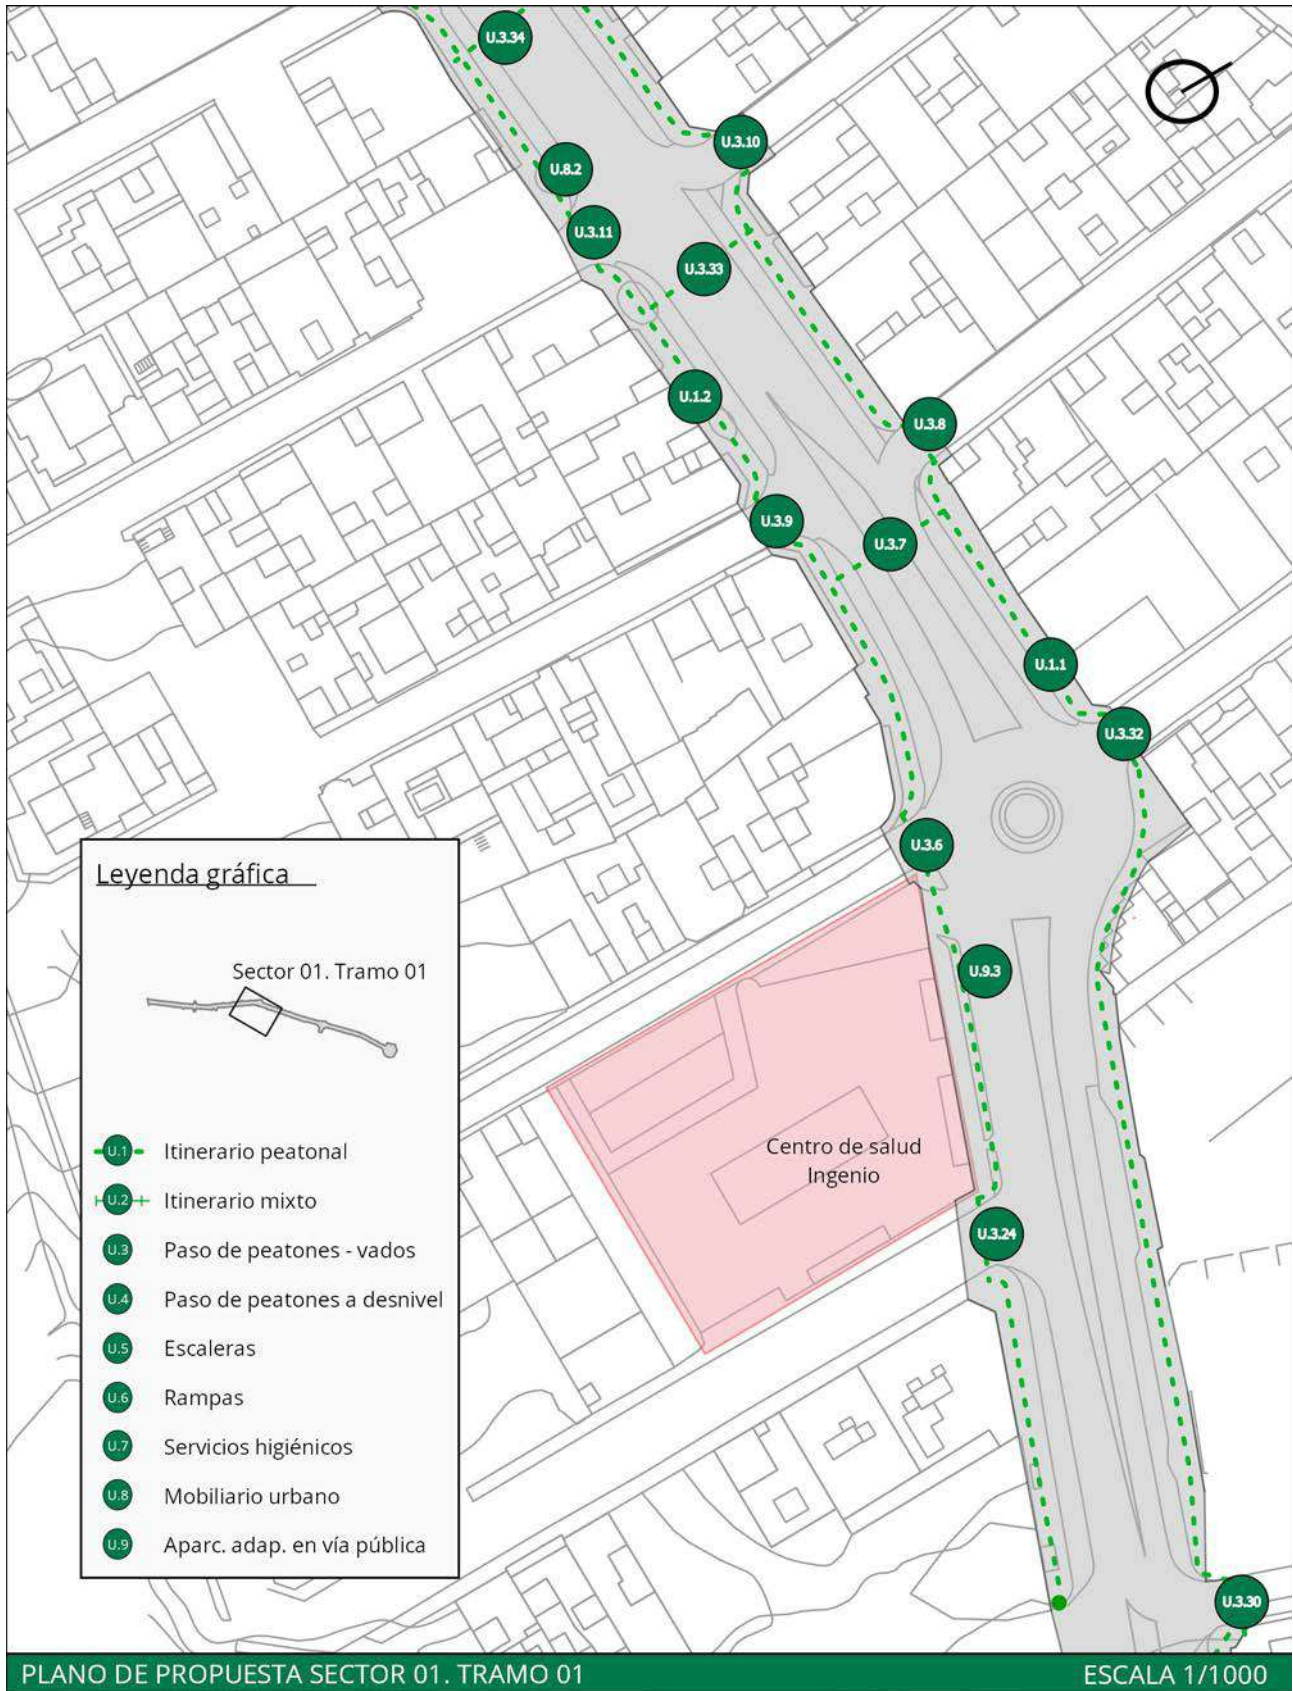 U.3.34
U.3.10
U.8.2
U.3.11
U.3.33
U.1.2
U.3.8
U.3.9
U.3.7
U.1.1
U.3.32
U.3.6
U.9.3
Centro de salud
Ingenio
U.3.24
U.3.30
Leyenda gráfica
Sector 01. Tramo 01
U.1 Itinerario peatonal
U.2 Itinerario mixto
U.3 Paso de peatones - vados
U.4 Paso de peatones a desnivel
U.5 Escaleras
U.6 Rampas
U.7 Servicios higiénicos
U.8 Mobiliario urbano
U.9 Aparc. adap. en vía pública
PLANO DE PROPUESTA SECTOR 01. TRAMO 01 ESCALA 1/1000